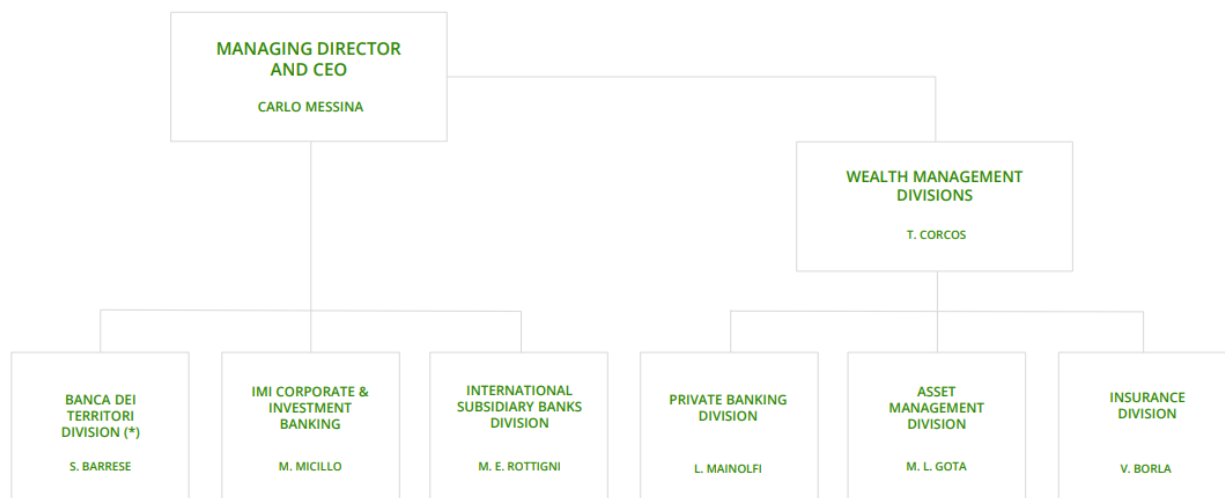 MANAGING DIRECTOR
AND CEO
CARLO MESSINA
WEALTH MANAGEMENT
DIVISIONS
T. CORCOS
BANCA DEI
TERRITORI
DIVISION (*)
S. BARRESE
IMI CORPORATE &
INVESTMENT
BANKING
M. MICILLO
INTERNATIONAL
SUBSIDIARY BANKS
DIVISION
M. E. ROTTIGNI
PRIVATE BANKING
DIVISION
L. MAINOLFI
ASSET
MANAGEMENT
DIVISION
M. L. GOTA
INSURANCE
DIVISION
V. BORLA